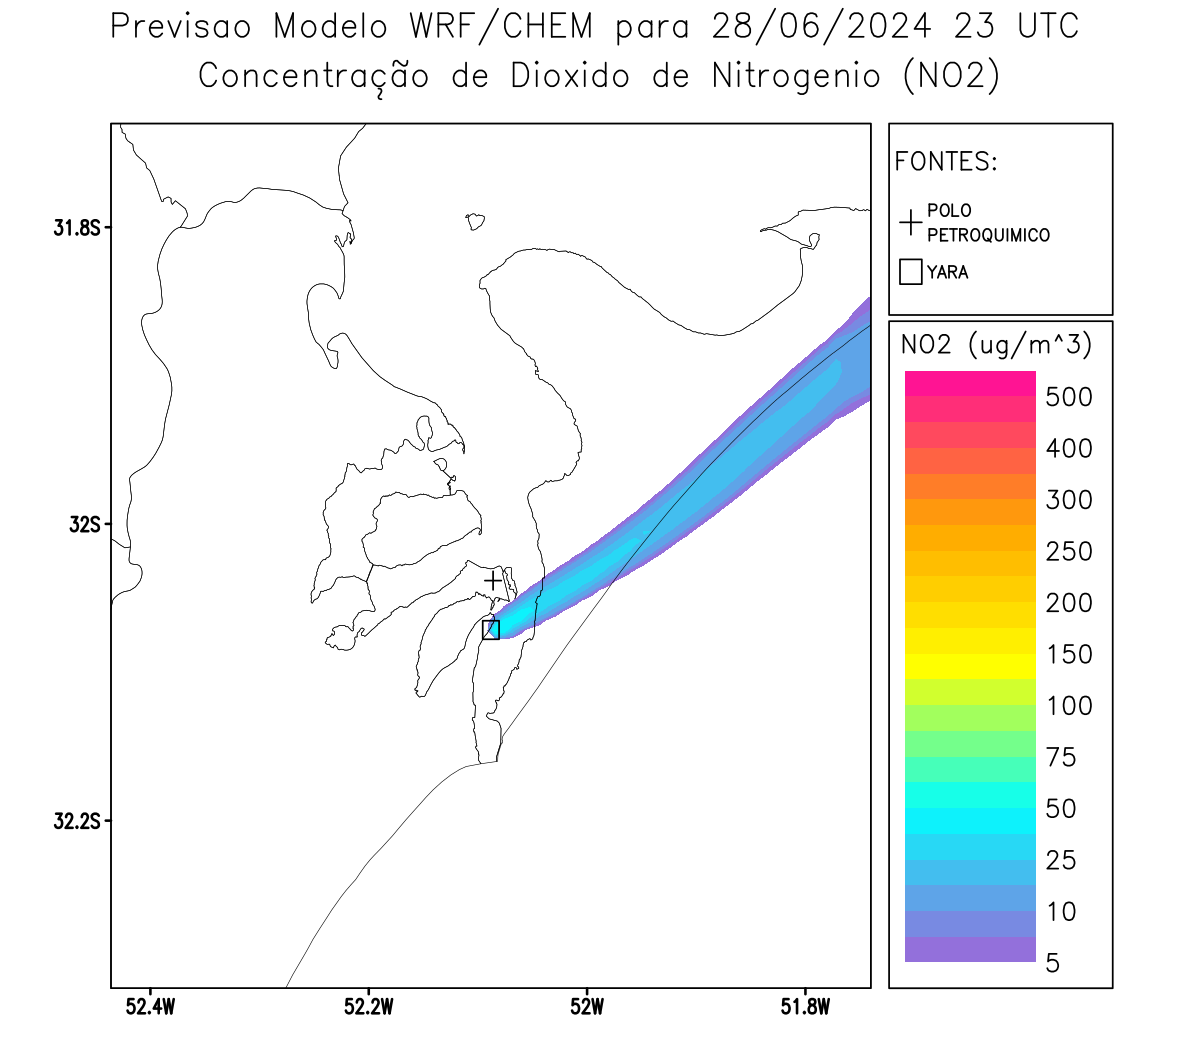 Previsao Modelo WRF/CHEM para 28/06/2024 23 UTC
Concentração de Dioxido de Nitrogenio (NO2)
FONTES:
POLO
PETROQUIMICO
YARA
NO2 (ug/m^3)
500
400
300
250
200
150
100
75
50
25
10
5
31.8S
32S
32.2S
52.4W
52.2W
52W
51.8W